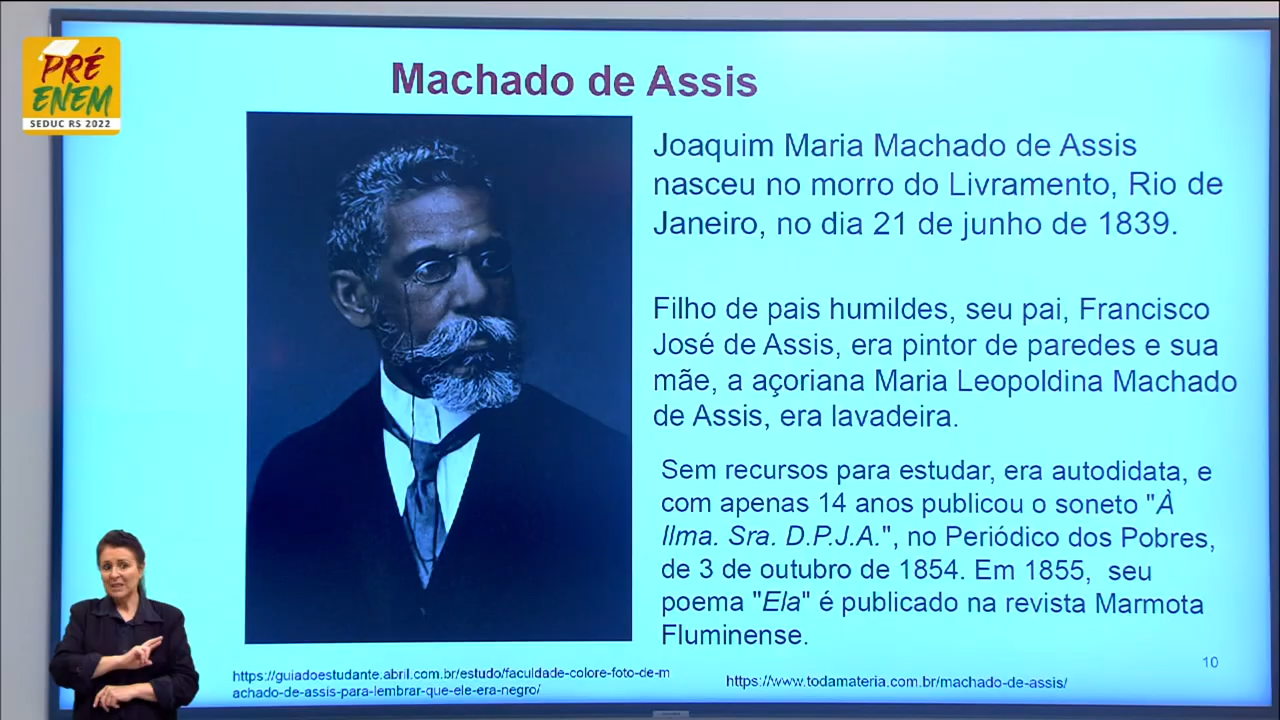 PRÉ
ENEM
SEDUC RS 2022
Machado de Assis
Joaquim Maria Machado de Assis
nasceu no morro do Livramento, Rio de
Janeiro, no dia 21 de junho de 1839.
Filho de pais humildes, seu pai, Francisco
José de Assis, era pintor de paredes e sua
mãe, a açoriana Maria Leopoldina Machado
de Assis, era lavadeira.
Sem recursos para estudar, era autodidata, e
com apenas 14 anos publicou o soneto "À
Ilma. Sra. D.P.J.A.", no Periódico dos Pobres,
de 3 de outubro de 1854. Em 1855, seu
poema "Ela" é publicado na revista Marmota
Fluminense.
10
https://guiadoestudante.abril.com.br/estudo/faculdade-colore-foto-de-m
achado-de-assis-para-lembrar-que-ele-era-negro/
https://www.todamateria.com.br/machado-de-assis/